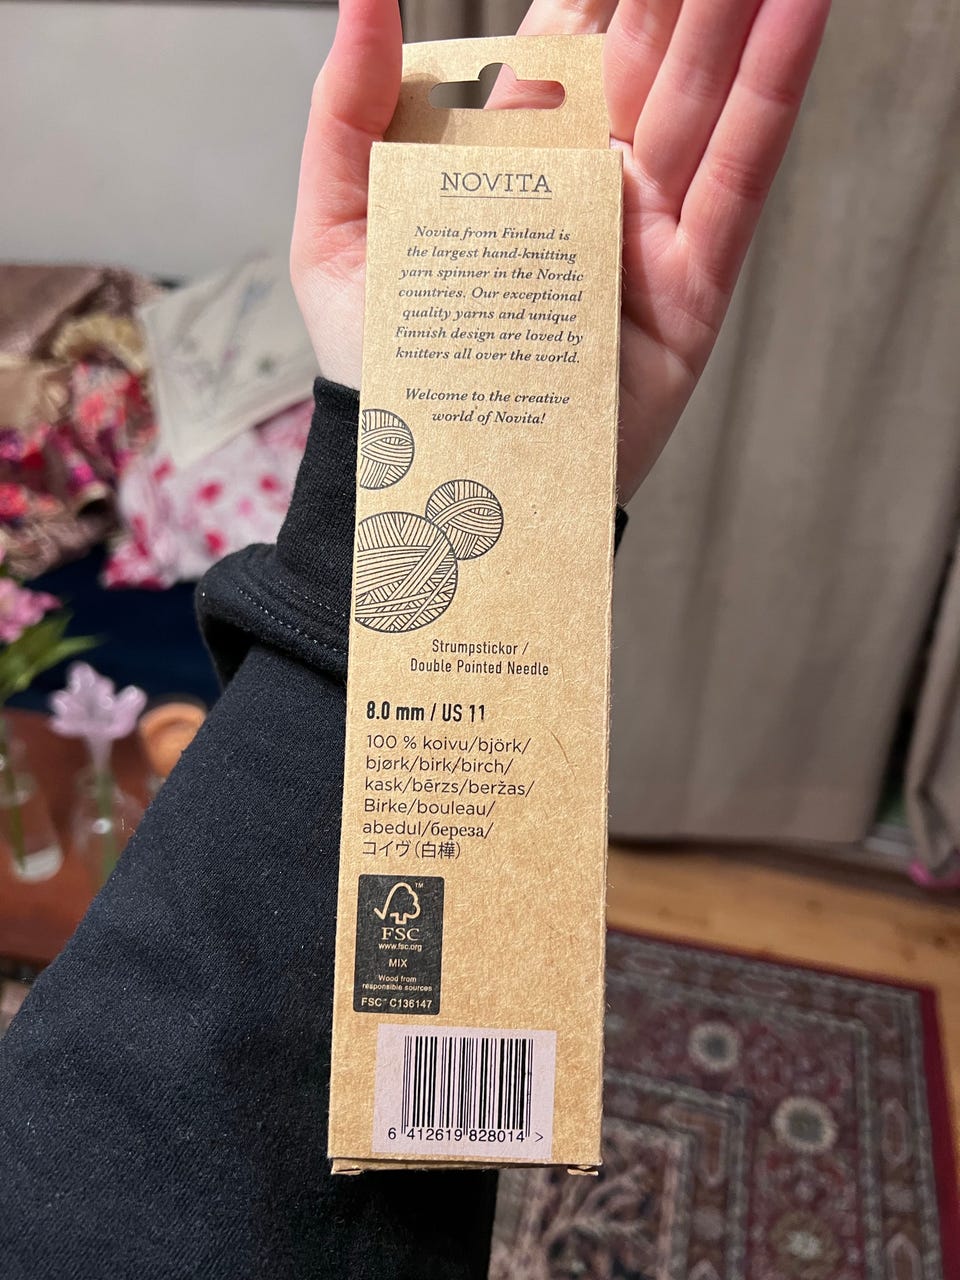 NOVITA
Novita from Finland is
the largest hand-knitting
yarn spinner in the Nordic
countries. Our exceptional
quality yarns and unique
Finnish design are loved by
knitters all over the world.
Welcome to the creative
world of Novita!
Strumpstickor /
Double Pointed Needle
8.0 mm / US 11
100 % koivu/björk/
bjørk/birk/birch/
kask/bērzs/beržas/
Birke/bouleau/
abedul/береза/
コイヴ (白樺)
TM
FSC
www.fsc.org
MIX
Wood from
responsible sources
FSC™ C136147
6 412619 828014 >